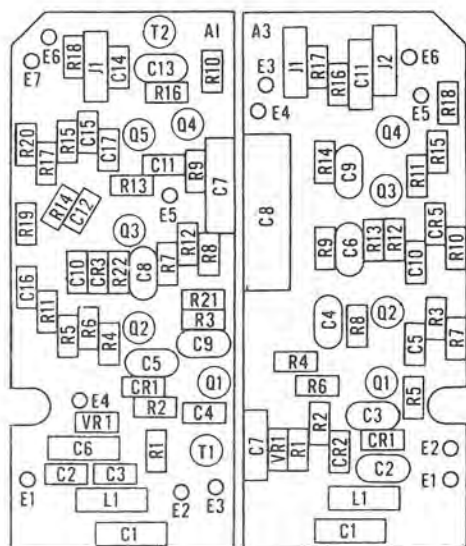 T2 A1
E6 R18 J1 C14 C13 R10
E7 R16
Q4
R20 R17 R15 C15 C17 Q5
C11 R9 C7
R13
E5
R14 C12
R19 Q3 R12 R8
C16 C10 CR3 R22 C8 R7
R11 R21
R5 R6 R4 Q2 R3
C9
C5
CR1 Q1
E4 R2 C4
VR1
C6 R1 T1
C2 C3
E1 L1 E2 E3
C1
A3
J1 R17 R16 C11 J2 E6
E3
E4 E5 R18
Q4
R14 C9 R11 R15
Q3
C8
R9 C6 R13 R12 C10 CR5 R10
C4 R8 Q2 C5 R3 R7
R4
R6 Q1 R5
C3
R2
C7 VR1 R1 CR2 CR1 E2
C2 E1
L1
C1